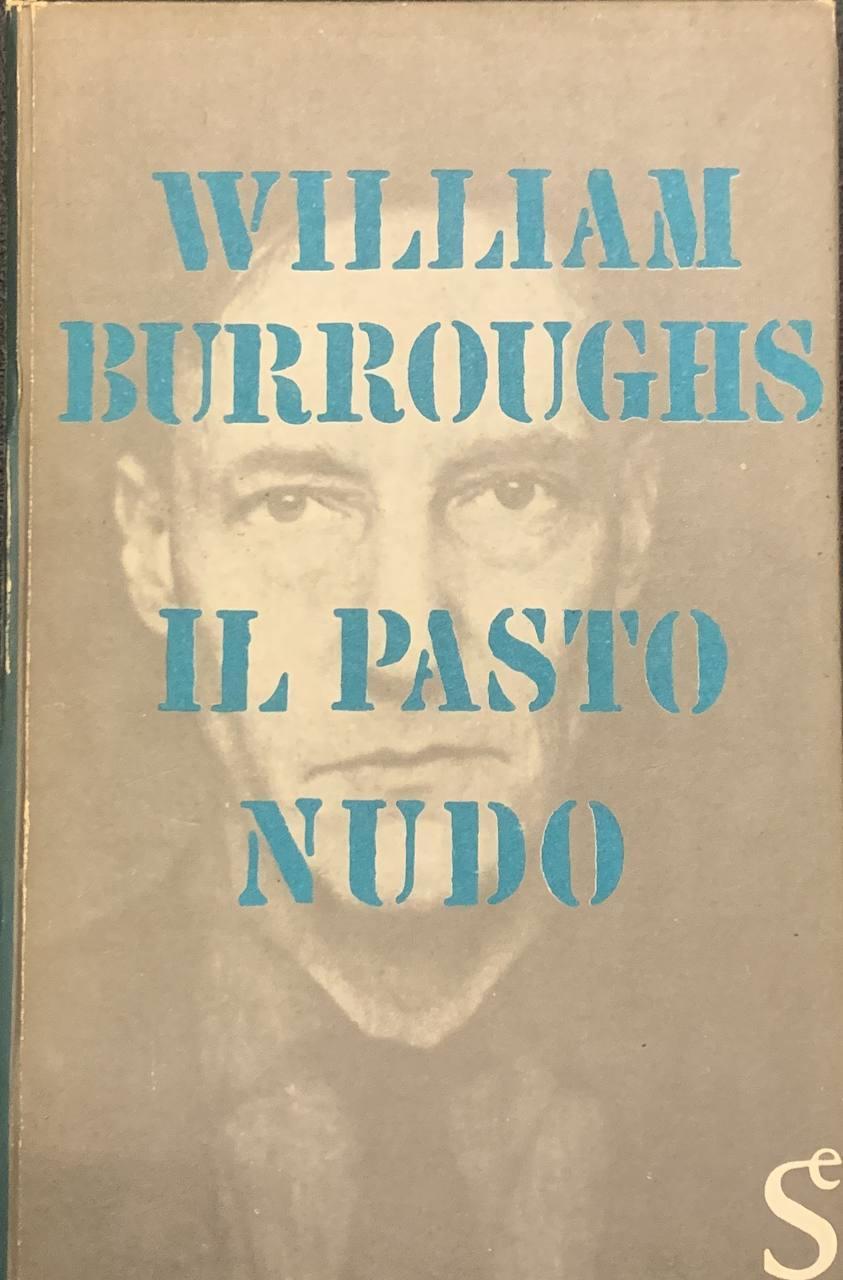 WILLIAM
BURROUGHS
IL PASTO
NUDO
Se